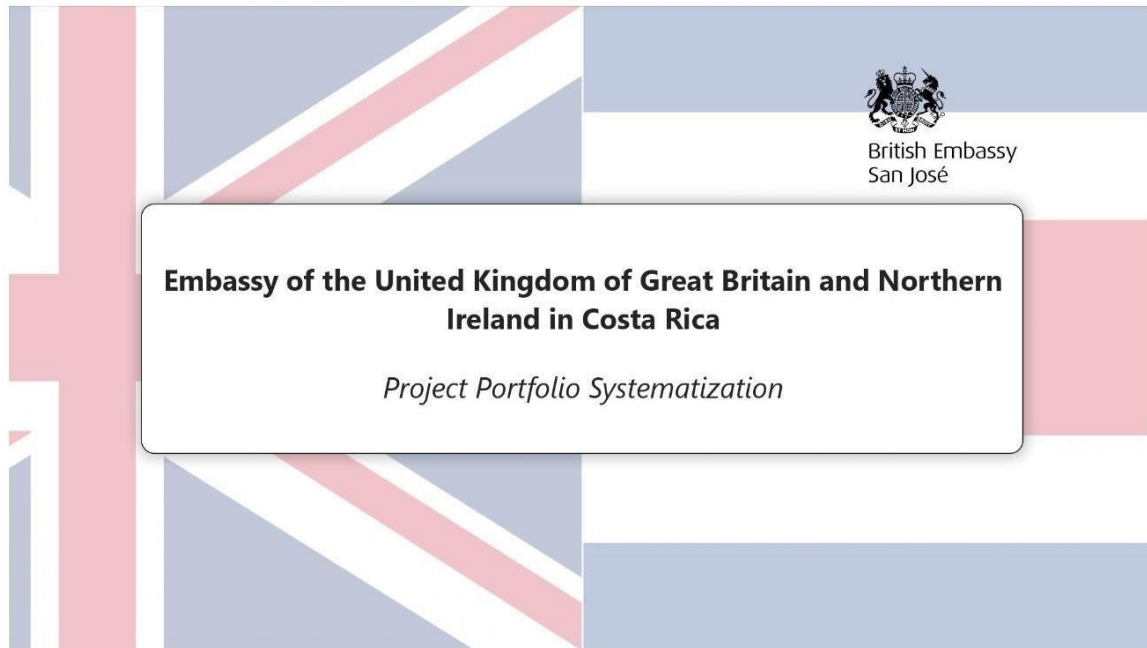 British Embassy
San José
Embassy of the United Kingdom of Great Britain and Northern
Ireland in Costa Rica
Project Portfolio Systematization